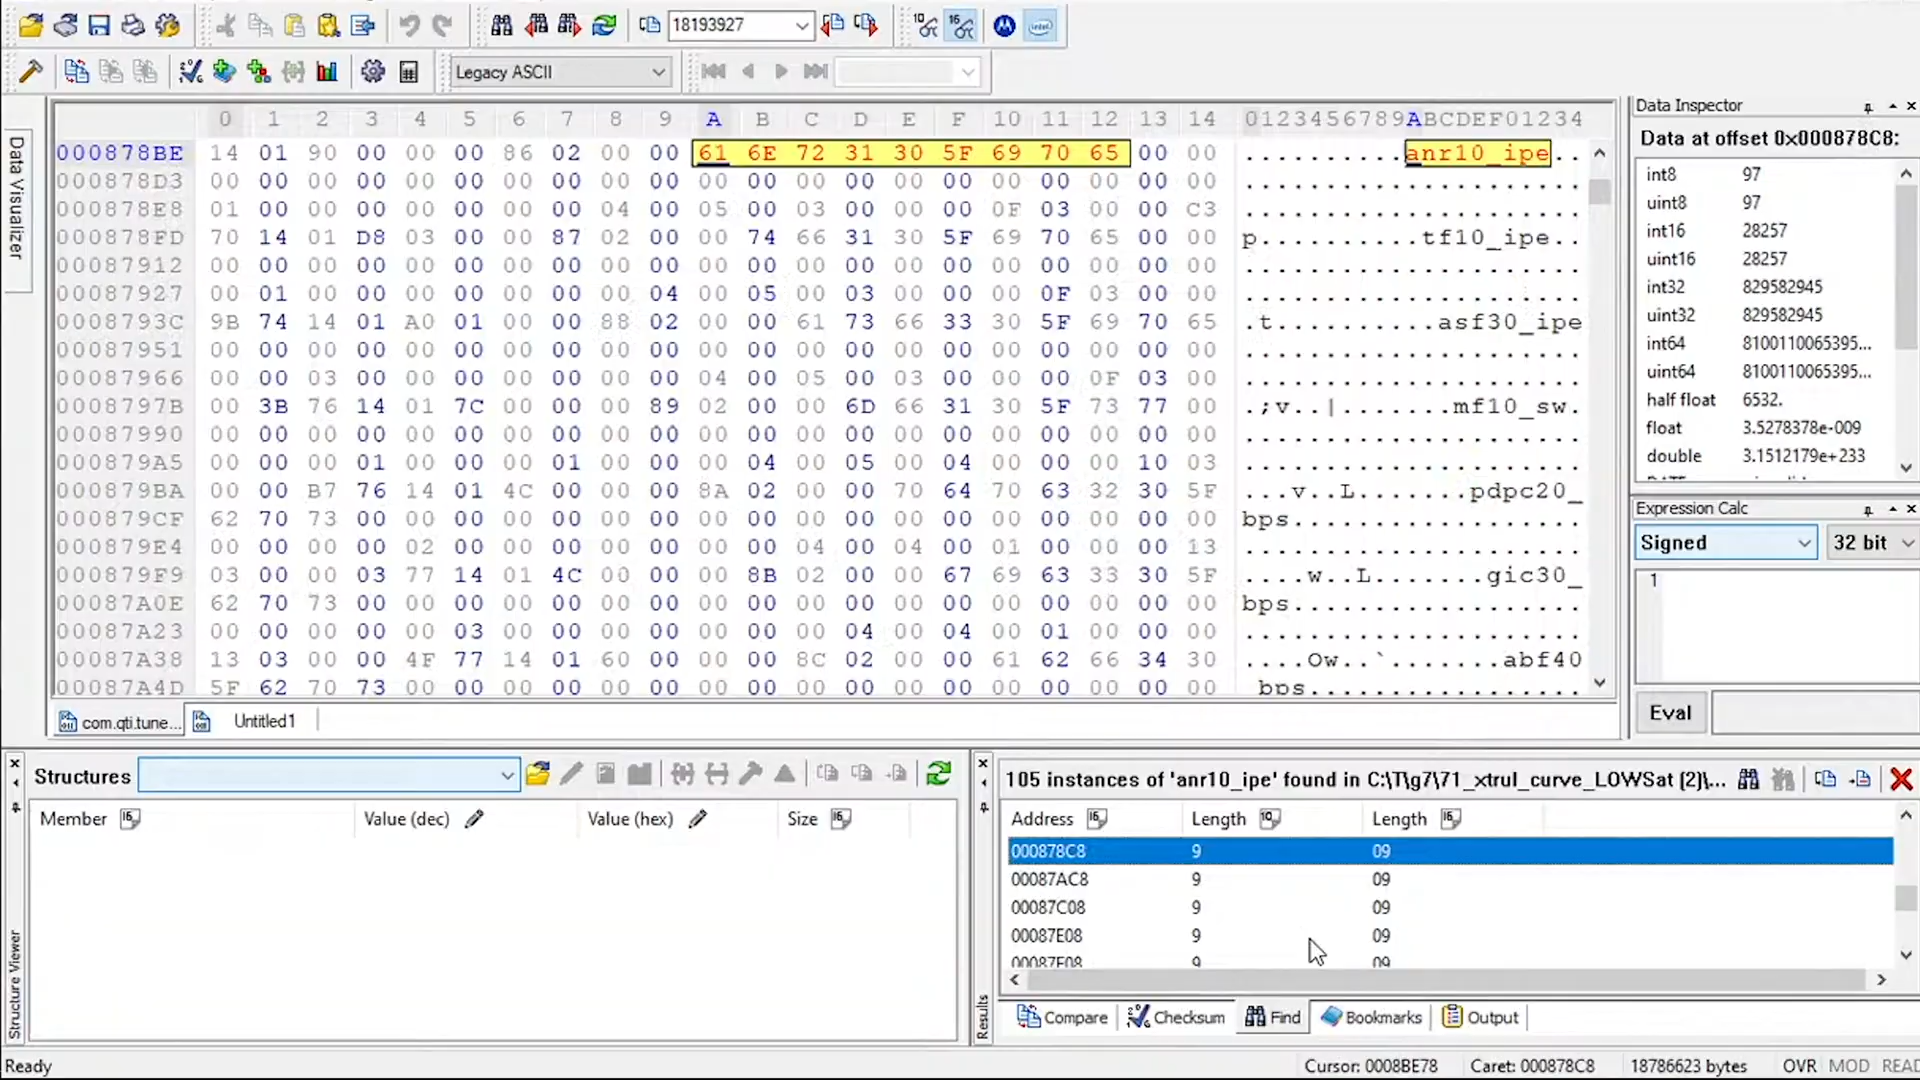 18193927
Legacy ASCII
Data Visualizer
0 1 2 3 4 5 6 7 8 9 A B C D E F 10 11 12 13 14 0123456789ABCDEF01234
000878BE 14 01 90 00 00 00 86 02 00 00 61 6E 72 31 30 5F 69 70 65 00 00 ..........anr10_ipe..
000878D3 00 00 00 00 00 00 00 00 00 00 00 00 00 00 00 00 00 00 00 00 00 .....................
000878E8 01 00 00 00 00 00 00 00 04 00 05 00 03 00 00 00 0F 03 00 00 C3 .....................
000878FD 70 14 01 D8 03 00 00 87 02 00 00 74 66 31 30 5F 69 70 65 00 00 p..........tf10_ipe..
00087912 00 00 00 00 00 00 00 00 00 00 00 00 00 00 00 00 00 00 00 00 00 .....................
00087927 00 01 00 00 00 00 00 00 00 04 00 05 00 03 00 00 00 0F 03 00 00 .....................
0008793C 9B 74 14 01 A0 01 00 00 88 02 00 00 61 73 66 33 30 5F 69 70 65 .t..........asf30_ipe
00087951 00 00 00 00 00 00 00 00 00 00 00 00 00 00 00 00 00 00 00 00 00 .....................
00087966 00 00 03 00 00 00 00 00 00 00 04 00 05 00 03 00 00 00 0F 03 00 .....................
0008797B 00 3B 76 14 01 7C 00 00 00 89 02 00 00 6D 66 31 30 5F 73 77 00 .;v..|.......mf10_sw.
00087990 00 00 00 00 00 00 00 00 00 00 00 00 00 00 00 00 00 00 00 00 00 .....................
000879A5 00 00 00 01 00 00 00 01 00 00 00 04 00 05 00 04 00 00 00 10 03 .....................
000879BA 00 00 B7 76 14 01 4C 00 00 00 8A 02 00 00 70 64 70 63 32 30 5F ...v..L.......pdpc20_
000879CF 62 70 73 00 00 00 00 00 00 00 00 00 00 00 00 00 00 00 00 00 00 bps..................
000879E4 00 00 00 00 02 00 00 00 00 00 00 00 04 00 04 00 01 00 00 00 13 .....................
000879F9 03 00 00 03 77 14 01 4C 00 00 00 8B 02 00 00 67 69 63 33 30 5F ....w..L.......gic30_
00087A0E 62 70 73 00 00 00 00 00 00 00 00 00 00 00 00 00 00 00 00 00 00 bps..................
00087A23 00 00 00 00 00 03 00 00 00 00 00 00 00 04 00 04 00 01 00 00 00 .....................
00087A38 13 03 00 00 4F 77 14 01 60 00 00 00 8C 02 00 00 61 62 66 34 30 ....Ow..`.......abf40
00087A4D 5F 62 70 73 00 00 00 00 00 00 00 00 00 00 00 00 00 00 00 00 00 bps.................
com.qti.tune... Untitled1
Data Inspector
Data at offset 0x000878C8:
int8 97
uint8 97
int16 28257
uint16 28257
int32 829582945
uint32 829582945
int64 8100110065395...
uint64 8100110065395...
half float 6532.
float 3.5278378e-009
double 3.1512179e+233
Expression Calc
Signed 32 bit
1
Eval
Structures
Member Value (dec) Value (hex) Size
Structure Viewer
105 instances of 'anr10_ipe' found in C:\T\g7\71_xtrul_curve_LOWSat [2]\...
Address Length Length
000878C8 9 09
00087AC8 9 09
00087C08 9 09
00087E08 9 09
00087F08 9 09
Results
Compare Checksum Find Bookmarks Output
Ready Cursor: 0008BE78 Caret: 000878C8 18786623 bytes OVR MOD READ